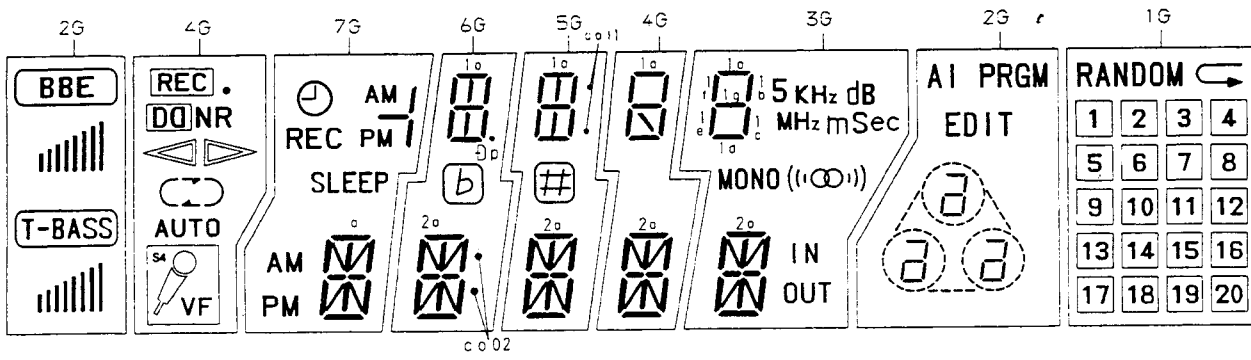 2G 4G 7G 6G 5G 4G 3G 2G 1G
col1
BBE
T-BASS
REC
DD NR
AUTO
S4
VF
AM
REC PM
SLEEP
AM
PM
a
1a
Dp
b
2a
co02
1a
#
2a
1a
2a
1a
f 1g b
e c
1a
5 KHz dB
MHz mSec
MONO
2a
IN
OUT
AI PRGM
EDIT
RANDOM
1 2 3 4
5 6 7 8
9 10 11 12
13 14 15 16
17 18 19 20